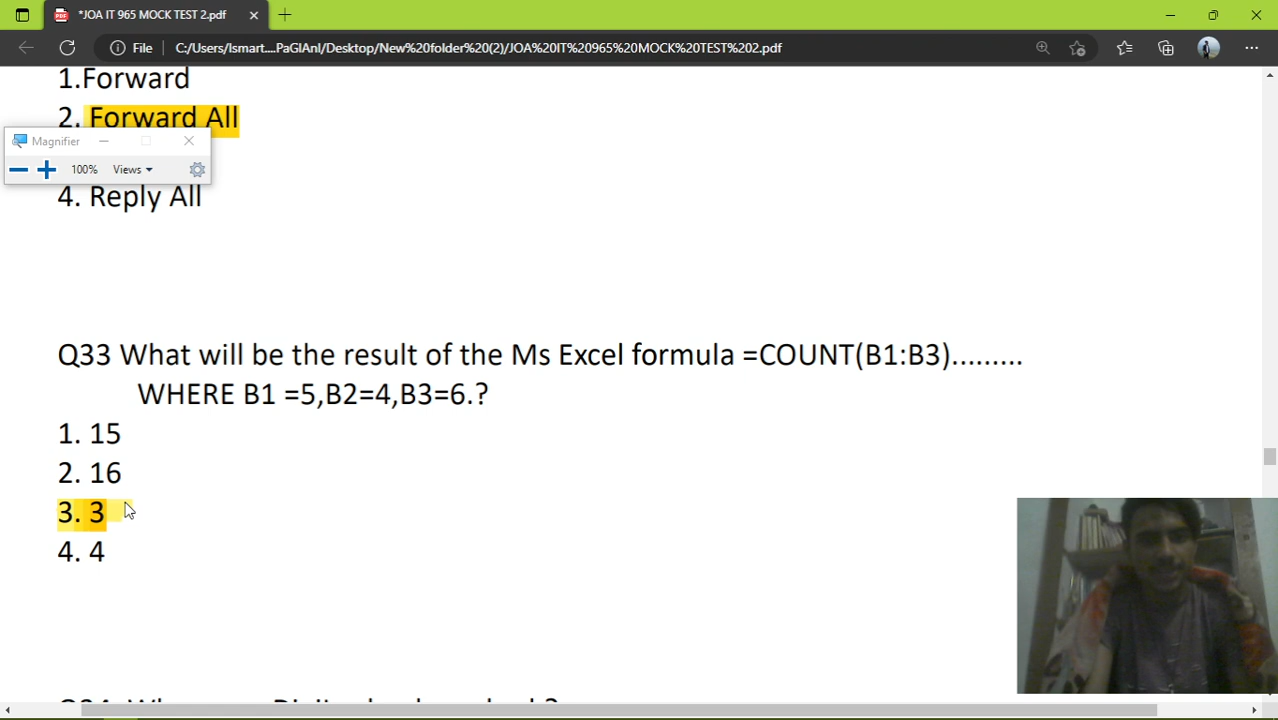 *JOA IT 965 MOCK TEST 2.pdf
File
C:/Users/Ismart....PaGlAnI/Desktop/New%20folder%20(2)/JOA%20IT%20965%20MOCK%20TEST%202.pdf
1.Forward
2. Forward All
Magnifier
100% Views
4. Reply All
Q33 What will be the result of the Ms Excel formula =COUNT(B1:B3).........
WHERE B1 =5,B2=4,B3=6.?
1. 15
2. 16
3. 3
4. 4